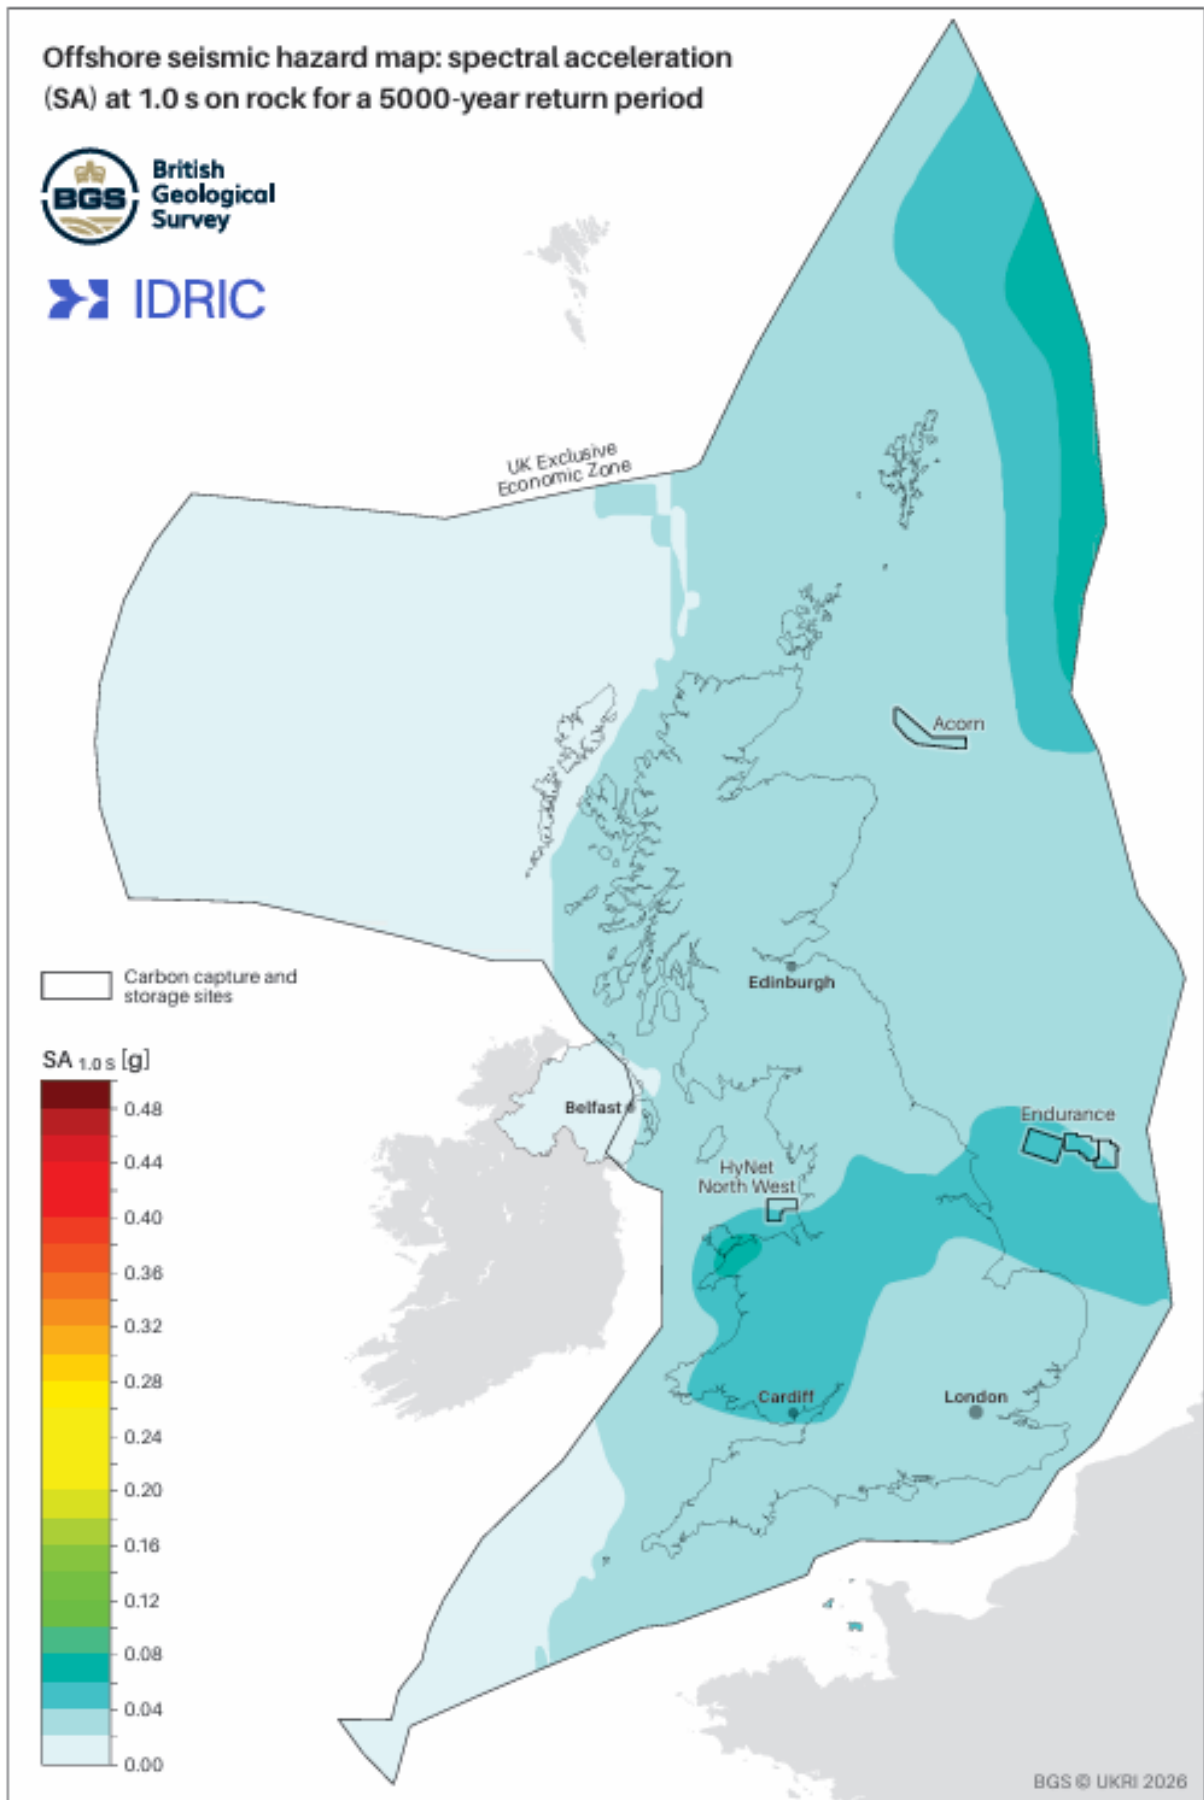 Offshore seismic hazard map: spectral acceleration
(SA) at 1.0 s on rock for a 5000-year return period
BGS
British
Geological
Survey
IDRIC
UK Exclusive
Economic Zone
Acorn
Carbon capture and
storage sites
Edinburgh
SA 1.0 s [g]
0.48
0.44
0.40
0.36
0.32
0.28
0.24
0.20
0.16
0.12
0.08
0.04
0.00
Belfast
Endurance
HyNet
North West
Cardiff
London
BGS © UKRI 2026